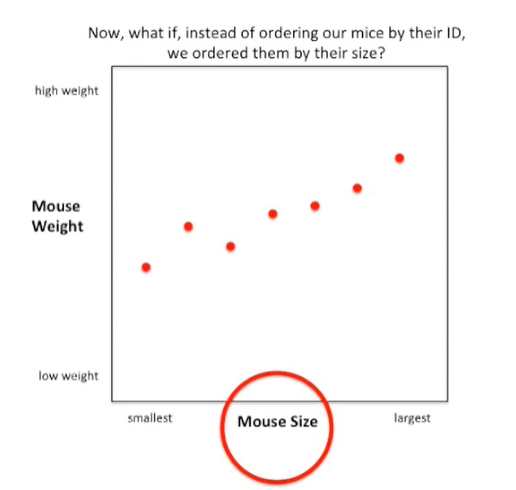 Now, what if, instead of ordering our mice by their ID,
we ordered them by their size?
high weight
Mouse
Weight
low weight
smallest
Mouse Size
largest